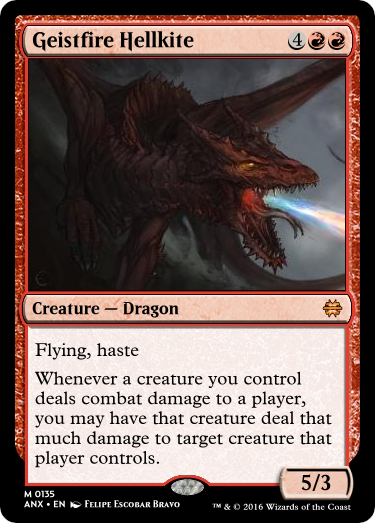 Geistfire Hellkite 4
Creature — Dragon
Flying, haste
Whenever a creature you control
deals combat damage to a player,
you may have that creature deal that
much damage to target creature that
player controls.
5/3
M 0135
ANX • EN Felipe Escobar Bravo
™ & © 2016 Wizards of the Coast